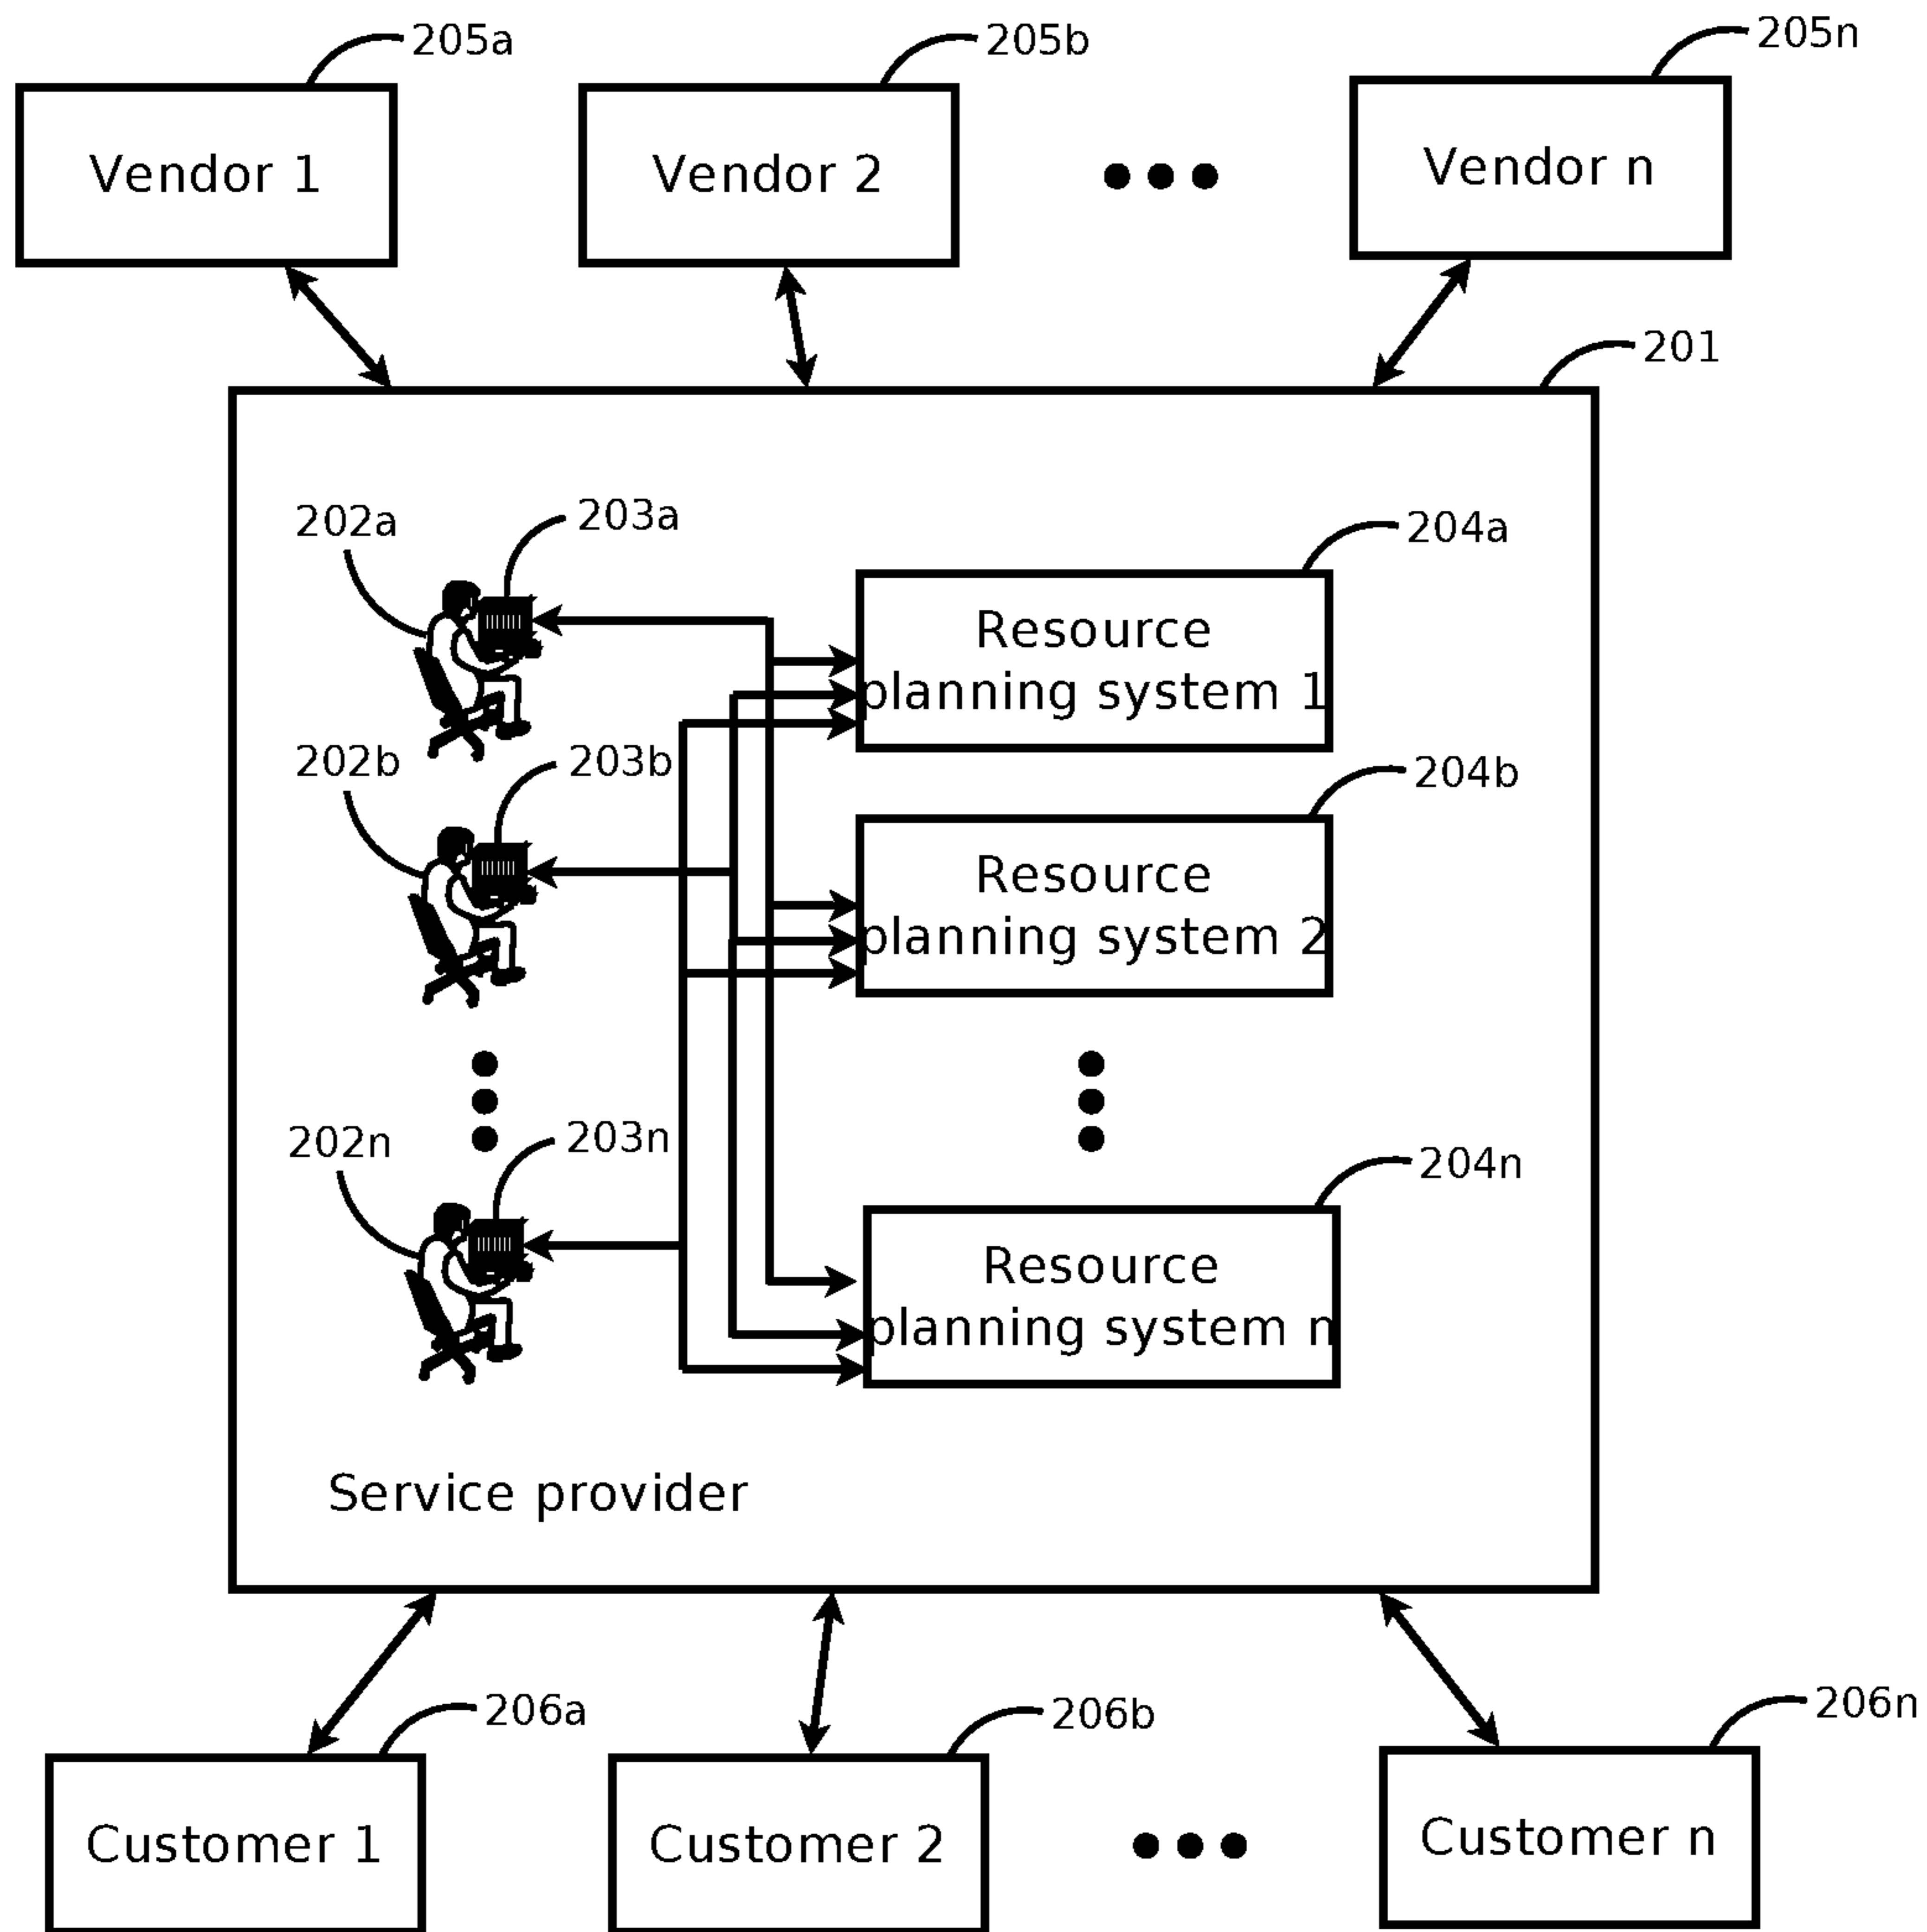 205a
205b
205n
Vendor 1
Vendor 2
Vendor n
201
202a
203a
204a
Resource
planning system 1
202b
203b
204b
Resource
planning system 2
202n
203n
204n
Resource
planning system n
Service provider
206a
206b
206n
Customer 1
Customer 2
Customer n